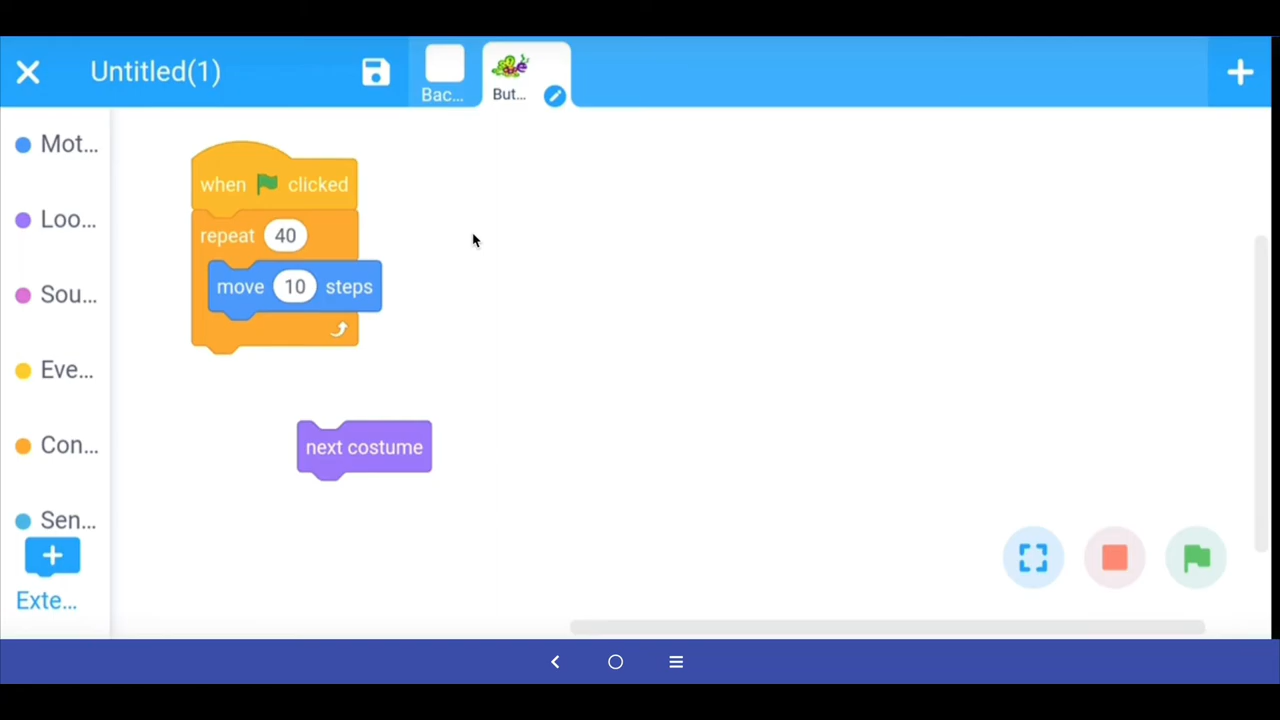 Untitled(1)
Bac...
But...
Mot...
Loo...
Sou...
Eve...
Con...
Sen...
Exte...
when clicked
repeat 40
move 10 steps
next costume